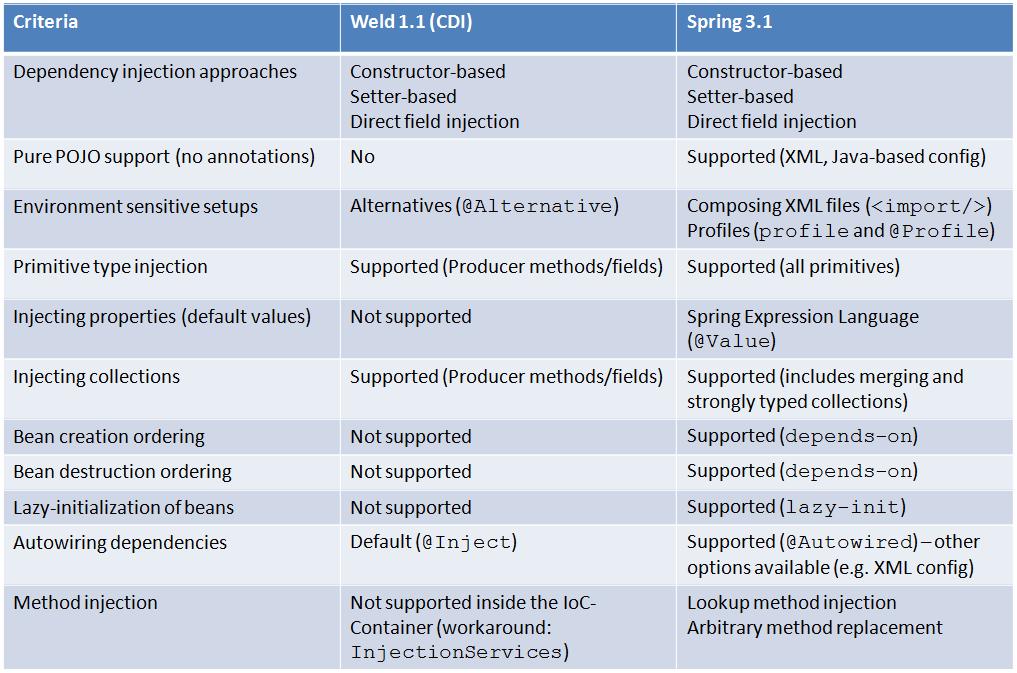 Criteria
Weld 1.1 (CDI)
Spring 3.1
Dependency injection approaches
Constructor-based
Setter-based
Direct field injection
Constructor-based
Setter-based
Direct field injection
Pure POJO support (no annotations)
No
Supported (XML, Java-based config)
Environment sensitive setups
Alternatives (@Alternative)
Composing XML files (<import/>)
Profiles (profile and @Profile)
Primitive type injection
Supported (Producer methods/fields)
Supported (all primitives)
Injecting properties (default values)
Not supported
Spring Expression Language
(@Value)
Injecting collections
Supported (Producer methods/fields)
Supported (includes merging and
strongly typed collections)
Bean creation ordering
Not supported
Supported (depends-on)
Bean destruction ordering
Not supported
Supported (depends-on)
Lazy-initialization of beans
Not supported
Supported (lazy-init)
Autowiring dependencies
Default (@Inject)
Supported (@Autowired) – other
options available (e.g. XML config)
Method injection
Not supported inside the IoC-
Container (workaround:
InjectionServices)
Lookup method injection
Arbitrary method replacement